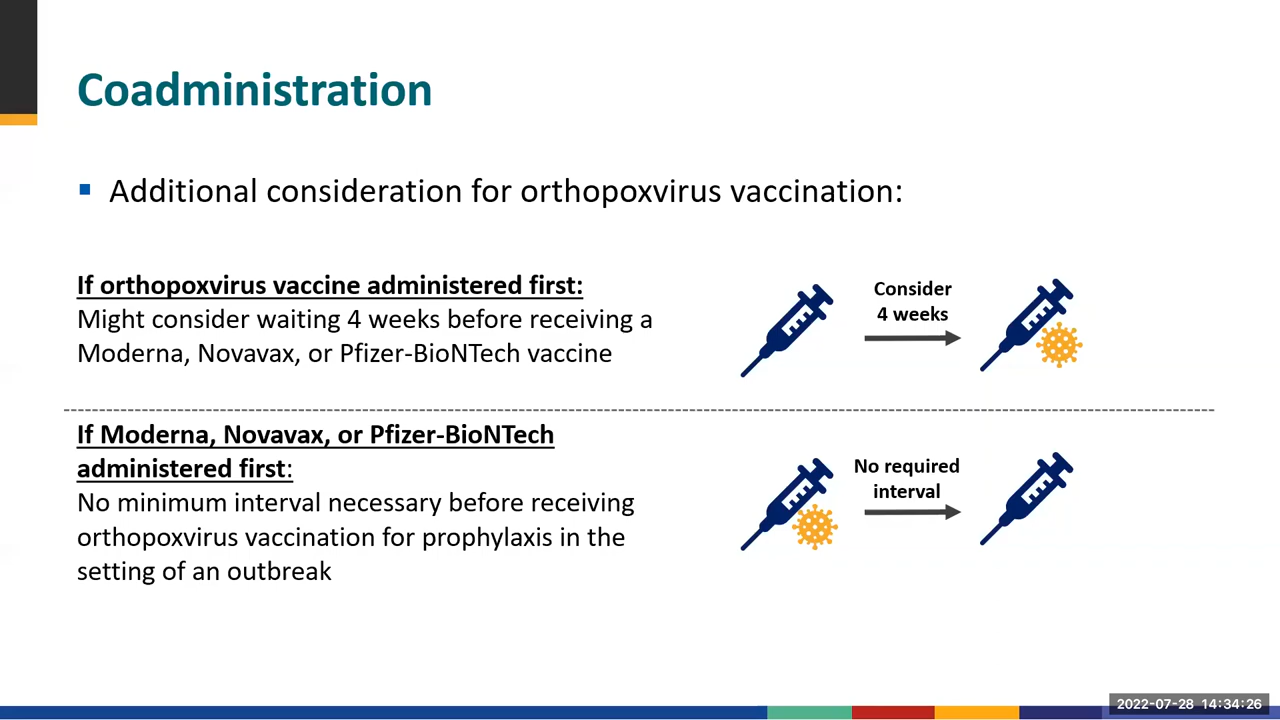 Coadministration
Additional consideration for orthopoxvirus vaccination:
If orthopoxvirus vaccine administered first:
Might consider waiting 4 weeks before receiving a
Moderna, Novavax, or Pfizer-BioNTech vaccine
Consider
4 weeks
If Moderna, Novavax, or Pfizer-BioNTech
administered first:
No minimum interval necessary before receiving
orthopoxvirus vaccination for prophylaxis in the
setting of an outbreak
No required
interval
2022-07-28 14:34:26